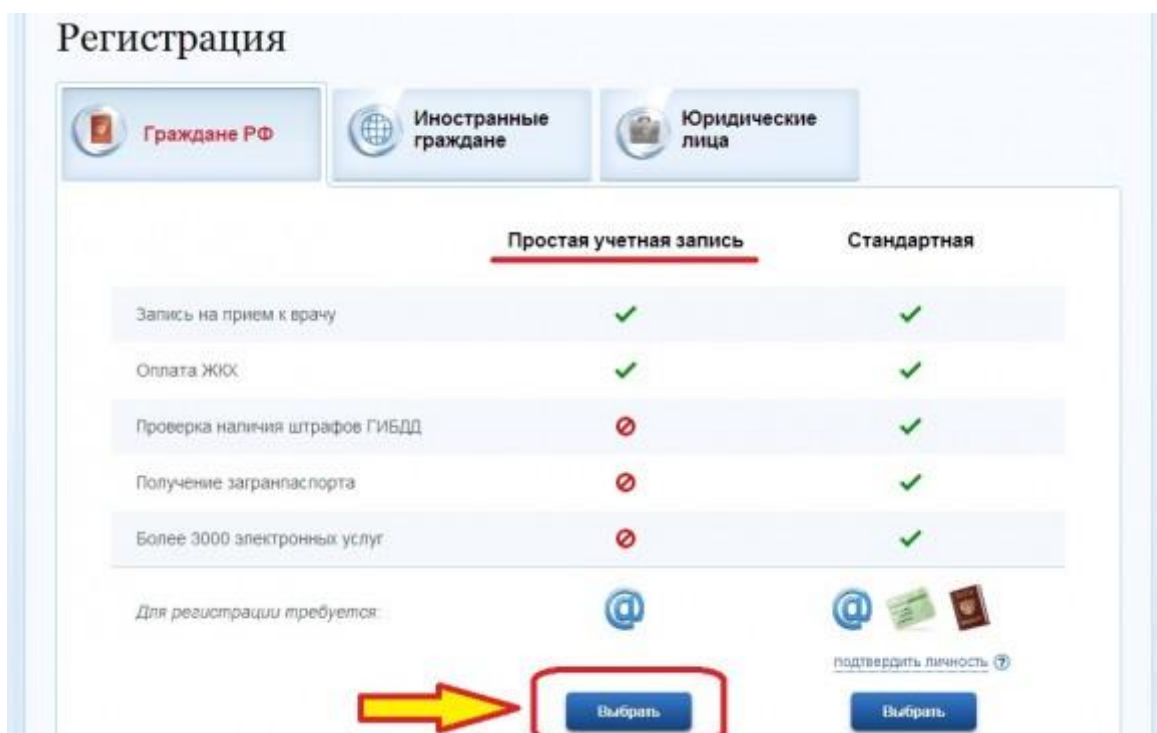 Регистрация
Граждане РФ
Иностранные
граждане
Юридические
лица
Простая учетная запись
Стандартная
Запись на прием к врачу
Оплата ЖКХ
Проверка наличия штрафов ГИБДД
Получение загранпаспорта
Более 3000 электронных услуг
Для регистрации требуется:
подтвердить личность ?
Выбрать
Выбрать